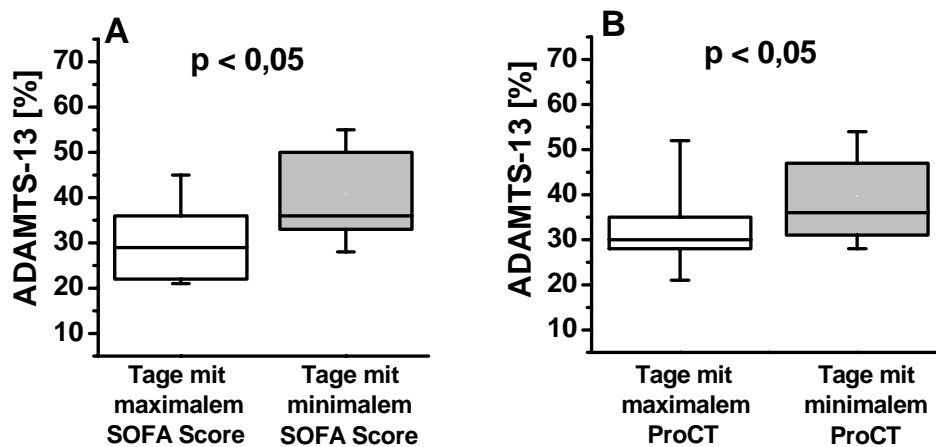 A
p < 0,05
ADAMTS-13 [%]
70
60
50
40
30
20
10
Tage mit
maximalem
SOFA Score
Tage mit
minimalem
SOFA Score
B
p < 0,05
ADAMTS-13 [%]
70
60
50
40
30
20
10
Tage mit
maximalem
ProCT
Tage mit
minimalem
ProCT